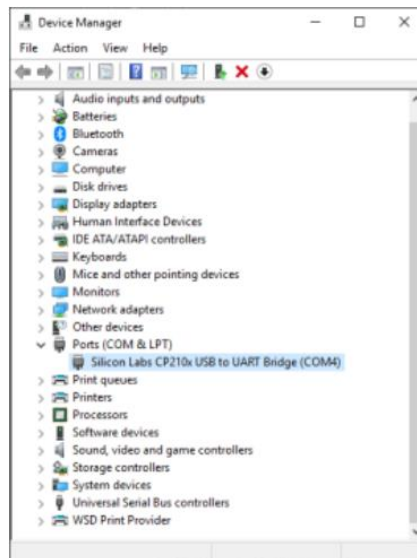 Device Manager
File Action View Help
Audio inputs and outputs
Batteries
Bluetooth
Cameras
Computer
Disk drives
Display adapters
Human Interface Devices
IDE ATA/ATAPI controllers
Keyboards
Mice and other pointing devices
Monitors
Network adapters
Other devices
Ports (COM & LPT)
Silicon Labs CP210x USB to UART Bridge (COM4)
Print queues
Printers
Processors
Software devices
Sound, video and game controllers
Storage controllers
System devices
Universal Serial Bus controllers
WSD Print Provider